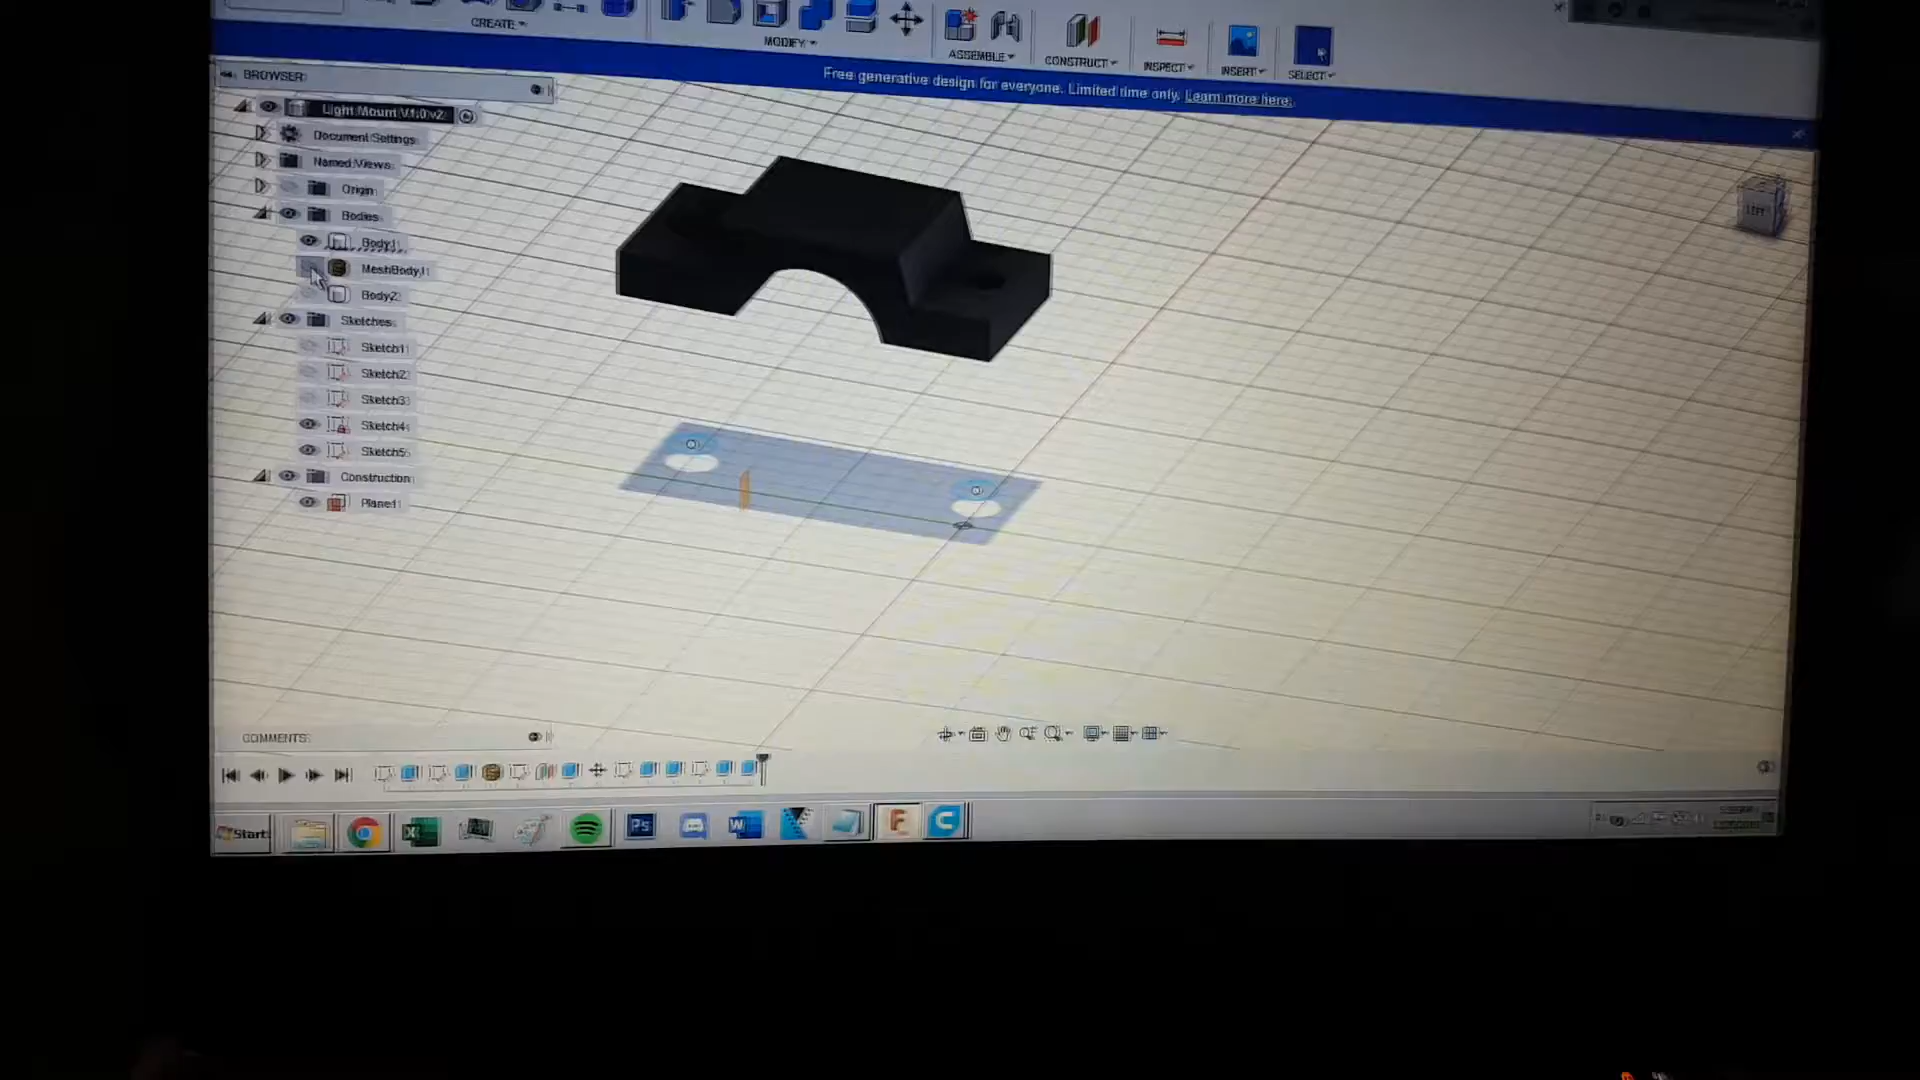 CREATE
MODIFY
ASSEMBLE
CONSTRUCT
INSPECT
INSERT
SELECT
Free generative design for everyone. Limited time only. Learn more here.
BROWSER
Light Mount V1.0 v2
Document Settings
Named Views
Origin
Bodies
Body1
MeshBody1
Body2
Sketches
Sketch1
Sketch2
Sketch3
Sketch4
Sketch5
Construction
Plane1
LEFT
COMMENTS
Start
Ps
W
F
C